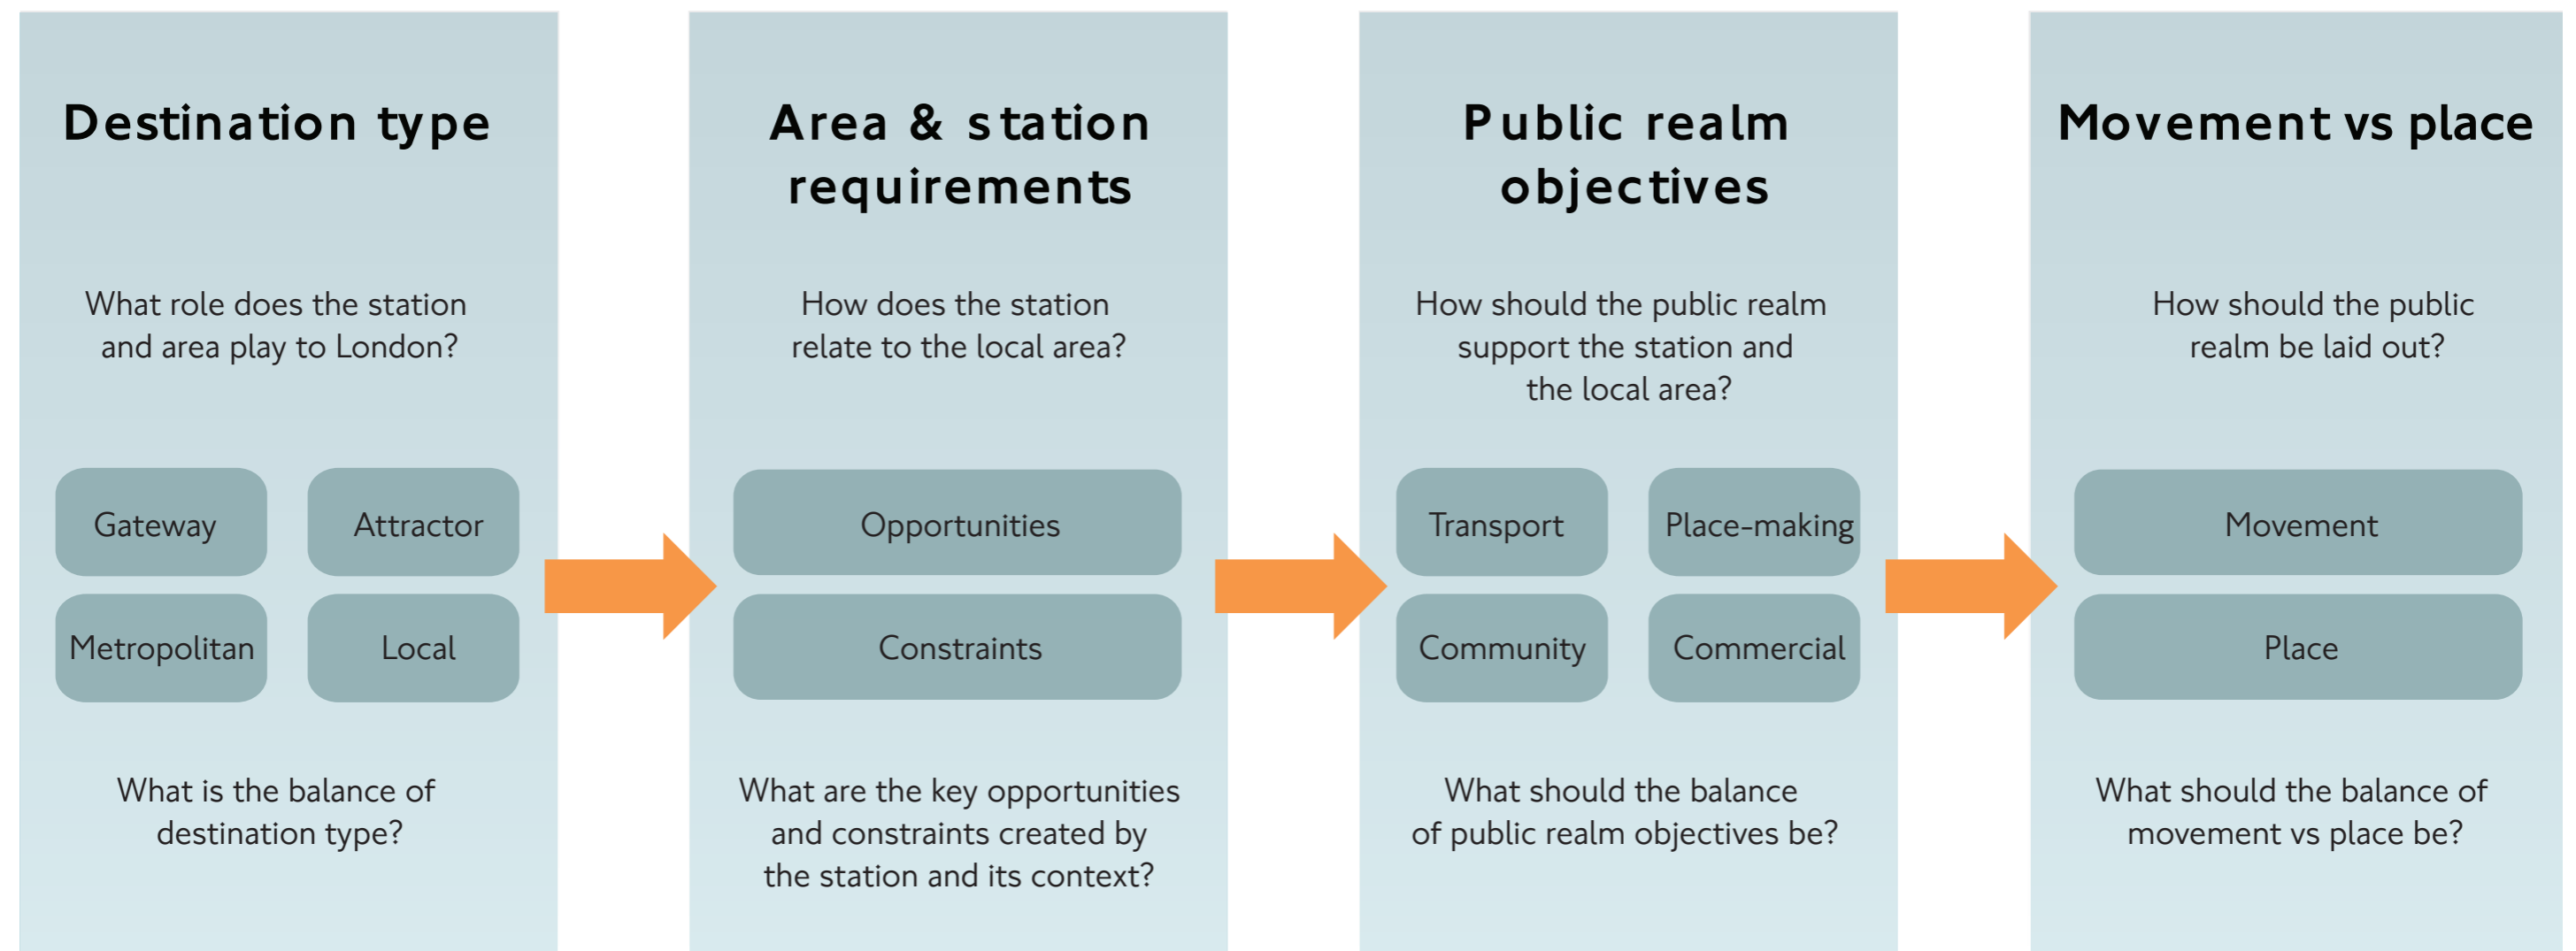 Destination type
What role does the station
and area play to London?
Gateway
Attractor
Metropolitan
Local
What is the balance of
destination type?
Area & station
requirements
How does the station
relate to the local area?
Opportunities
Constraints
What are the key opportunities
and constraints created by
the station and its context?
Public realm
objectives
How should the public realm
support the station and
the local area?
Transport
Place-making
Community
Commercial
What should the balance
of public realm objectives be?
Movement vs place
How should the public
realm be laid out?
Movement
Place
What should the balance of
movement vs place be?